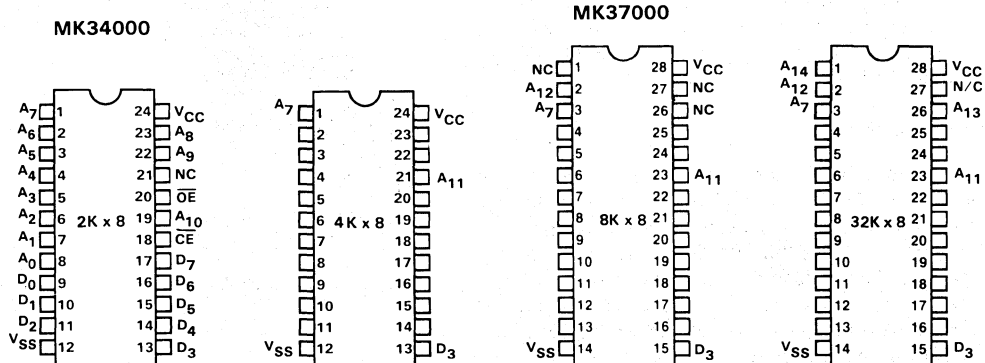 MK34000
A7 1 24 VCC
A6 2 23 A8
A5 3 22 A9
A4 4 21 NC
A3 5 20 OE
A2 6 2K x 8 19 A10
A1 7 18 CE
A0 8 17 D7
D0 9 16 D6
D1 10 15 D5
D2 11 14 D4
VSS 12 13 D3
A7 1 24 VCC
2 23
3 22
4 21 A11
5 20
6 4K x 8 19
7 18
8 17
9 16
10 15
11 14
VSS 12 13 D3
MK37000
NC 1 28 VCC
A12 2 27 NC
A7 3 26 NC
4 25
5 24
6 23 A11
7 22
8 8K x 8 21
9 20
10 19
11 18
12 17
13 16
VSS 14 15 D3
A14 1 28 VCC
A12 2 27 N/C
A7 3 26 A13
4 25
5 24
6 23 A11
7 22
8 32K x 8 21
9 20
10 19
11 18
12 17
13 16
VSS 14 15 D3